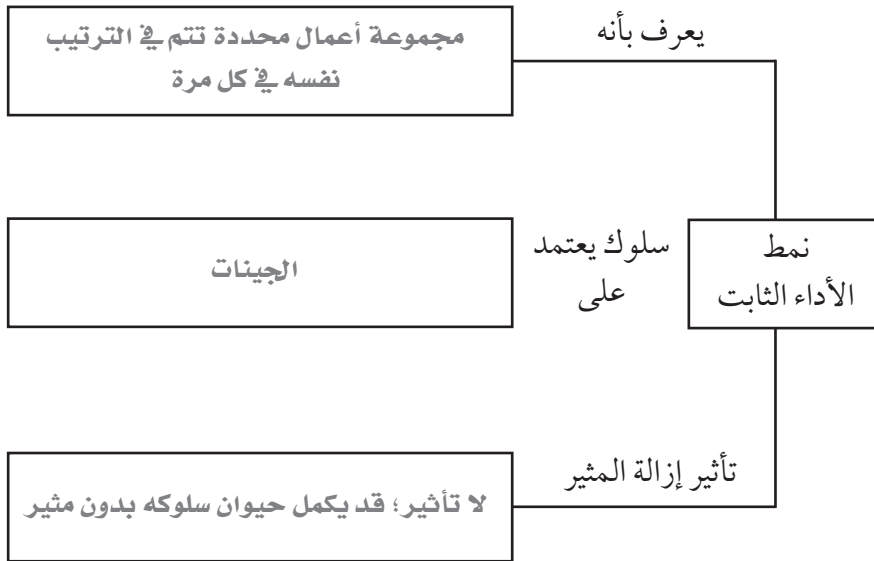 يعرف بأنه
مجموعة أعمال محددة تتم في الترتيب
نفسه في كل مرة
نمط
الأداء الثابت
سلوك يعتمد
على
الجينات
تأثير إزالة المثير
لا تأثير؛ قد يكمل حيوان سلوكه بدون مثير